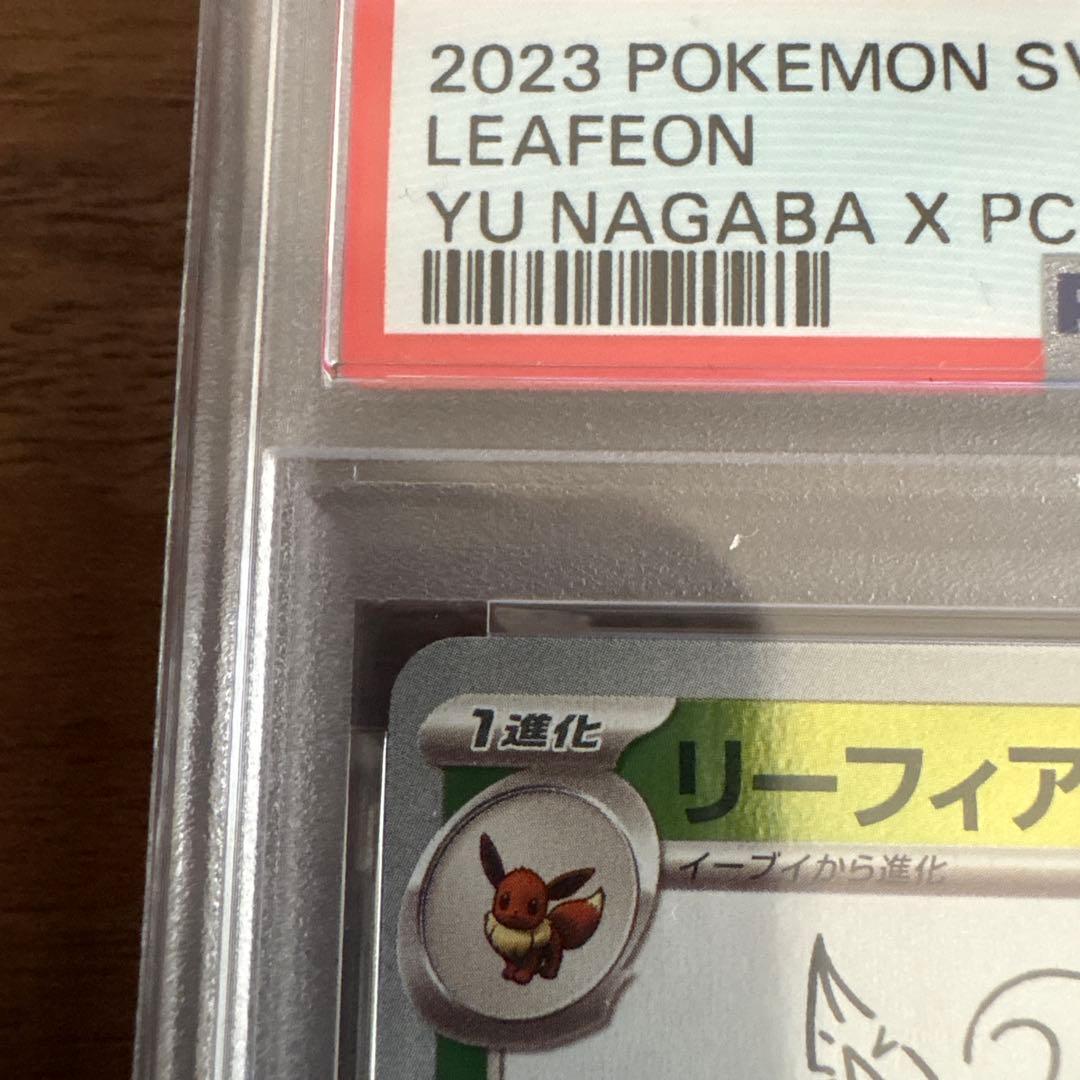 2023 POKEMON SV
LEAFEON
YU NAGABA X PC
1進化
リーフィア
イーブイから進化